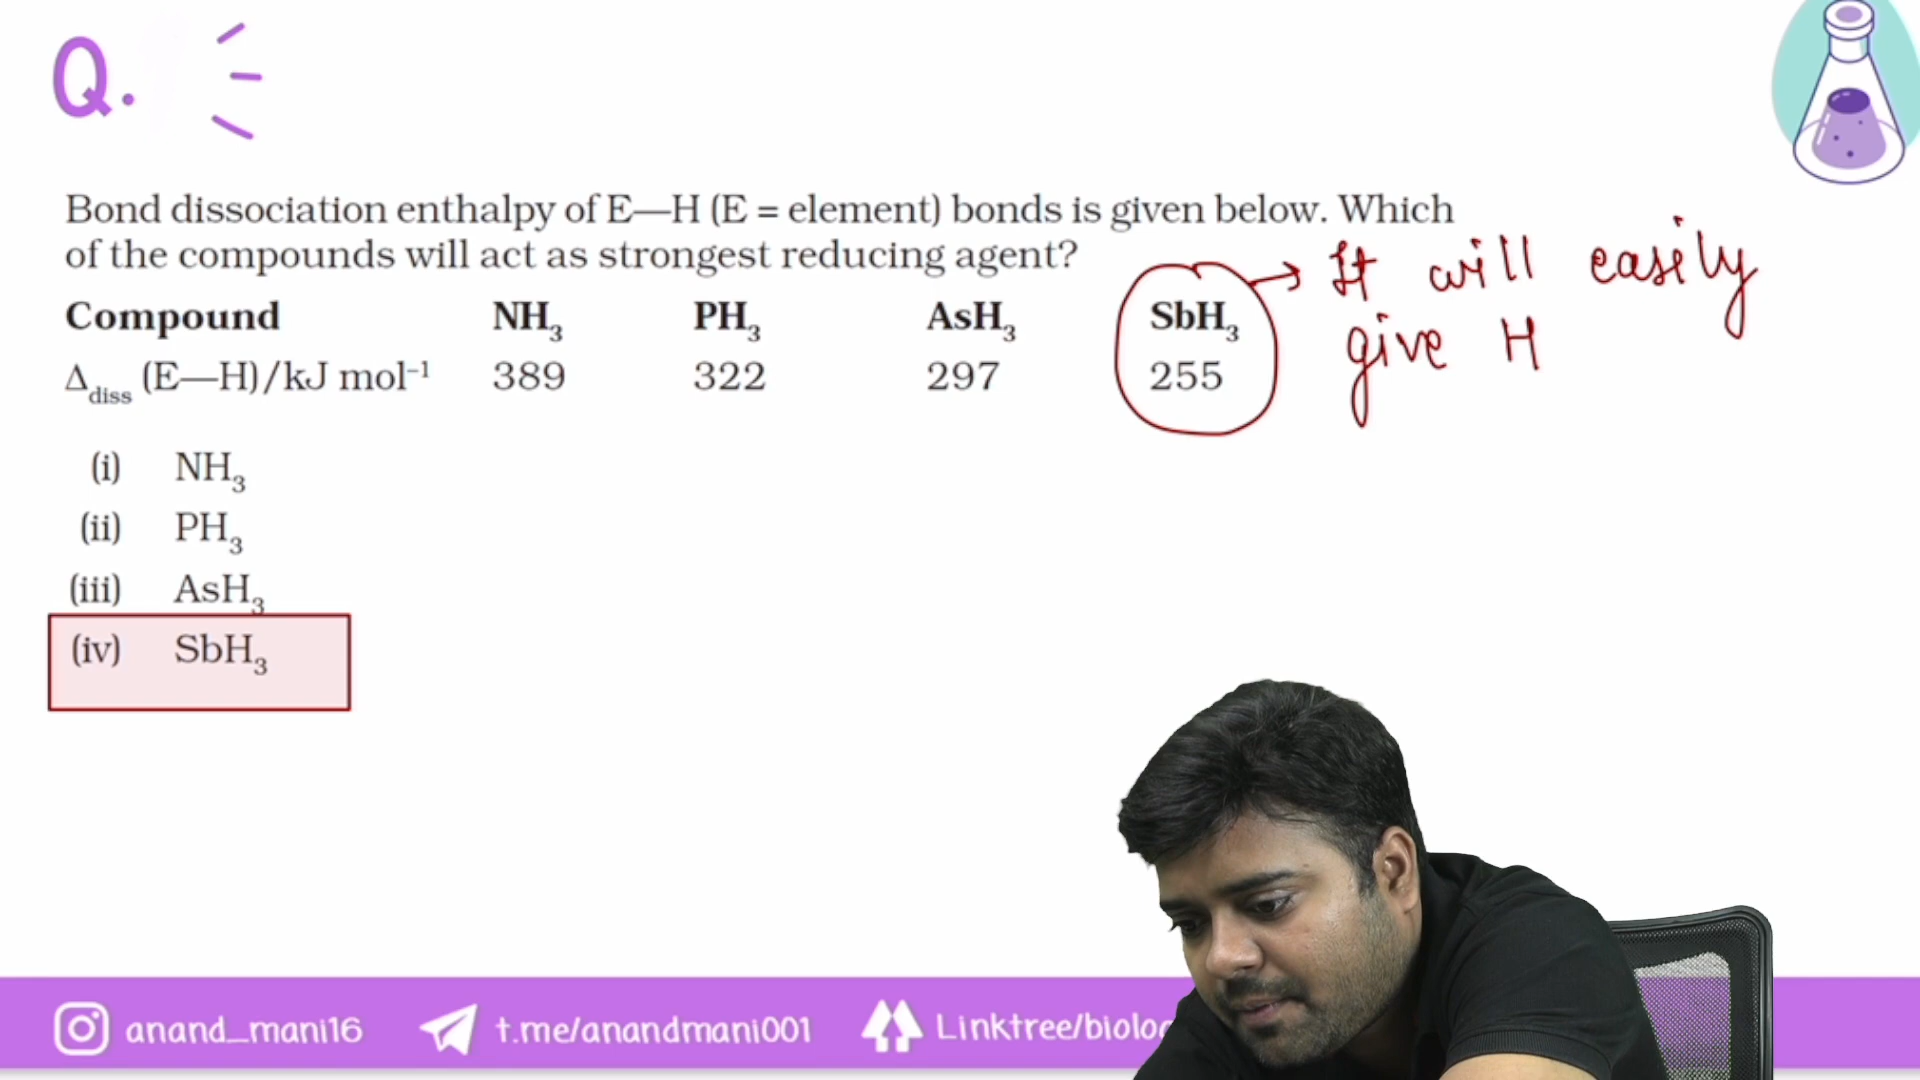 Q.
Bond dissociation enthalpy of E—H (E = element) bonds is given below. Which
of the compounds will act as strongest reducing agent?
Compound NH₃ PH₃ AsH₃ SbH₃
Δdiss (E—H)/kJ mol⁻¹ 389 322 297 255
It will easily
give H
(i) NH₃
(ii) PH₃
(iii) AsH₃
(iv) SbH₃
anand_mani16 t.me/anandmani001 Linktree/bioloc